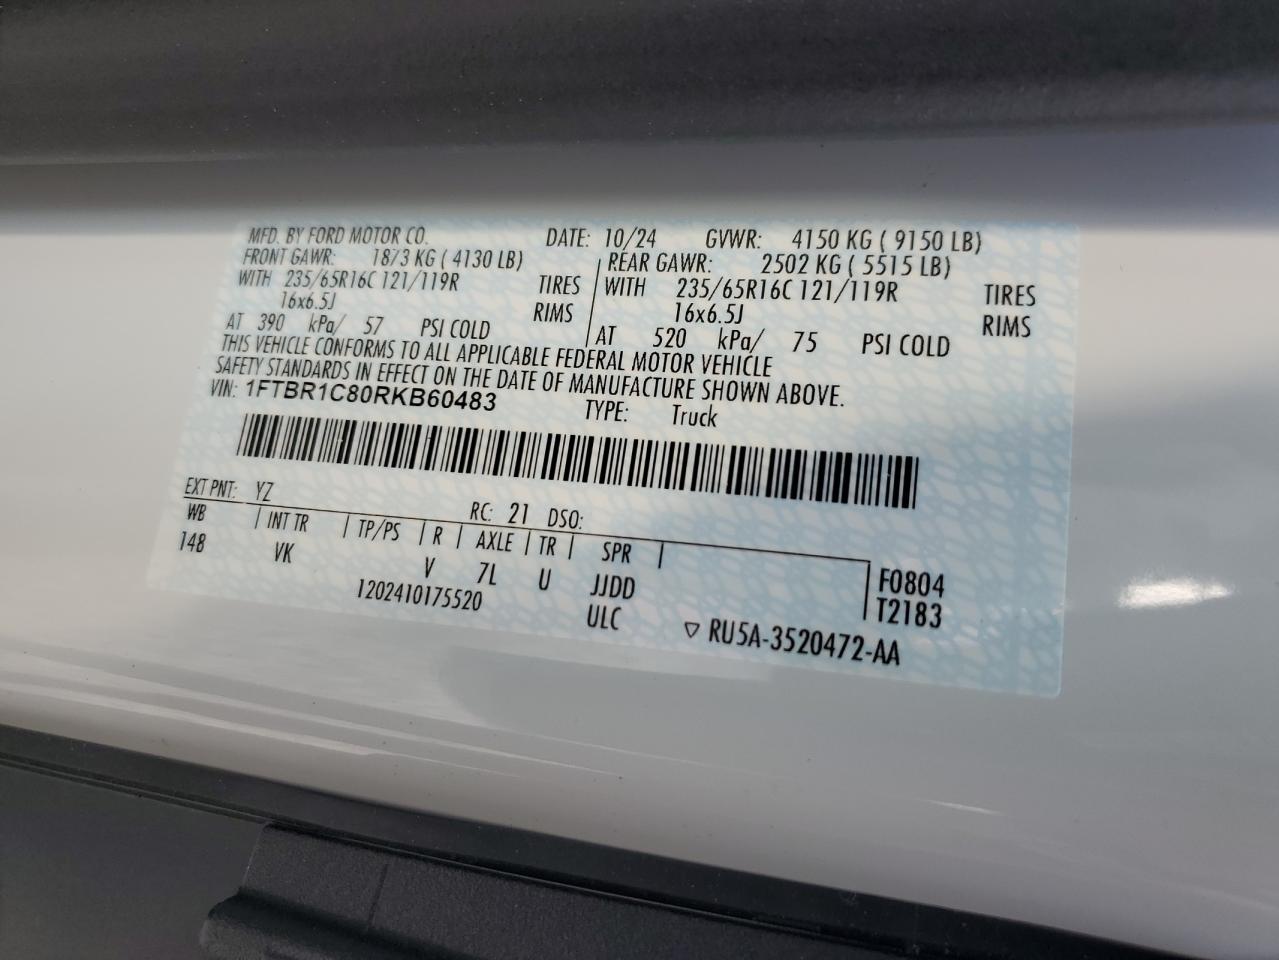 MFD. BY FORD MOTOR CO. DATE: 10/24 GVWR: 4150 KG ( 9150 LB)
FRONT GAWR: 1873 KG ( 4130 LB) REAR GAWR: 2502 KG ( 5515 LB)
WITH 235/65R16C 121/119R TIRES WITH 235/65R16C 121/119R TIRES
16x6.5J RIMS 16x6.5J RIMS
AT 390 kPa/ 57 PSI COLD AT 520 kPa/ 75 PSI COLD
THIS VEHICLE CONFORMS TO ALL APPLICABLE FEDERAL MOTOR VEHICLE
SAFETY STANDARDS IN EFFECT ON THE DATE OF MANUFACTURE SHOWN ABOVE.
VIN: 1FTBR1C80RKB60483 TYPE: Truck
EXT PNT: YZ RC: 21 DSO:
WB INT TR TP/PS R AXLE TR SPR
148 VK V 7L U JJDD F0804
1202410175520 ULC T2183
▽ RU5A-3520472-AA